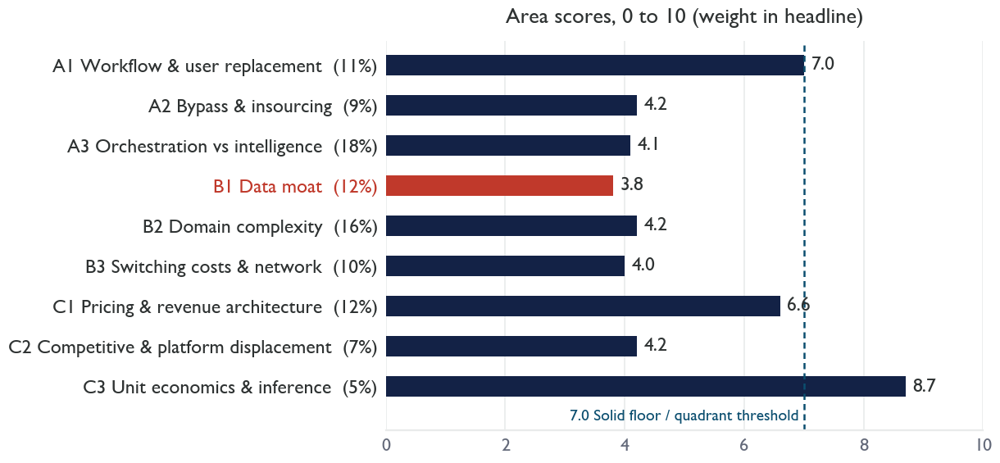 Area scores, 0 to 10 (weight in headline)
A1 Workflow & user replacement (11%) 7.0
A2 Bypass & insourcing (9%) 4.2
A3 Orchestration vs intelligence (18%) 4.1
B1 Data moat (12%) 3.8
B2 Domain complexity (16%) 4.2
B3 Switching costs & network (10%) 4.0
C1 Pricing & revenue architecture (12%) 6.6
C2 Competitive & platform displacement (7%) 4.2
C3 Unit economics & inference (5%) 8.7
7.0 Solid floor / quadrant threshold
0 2 4 6 8 10